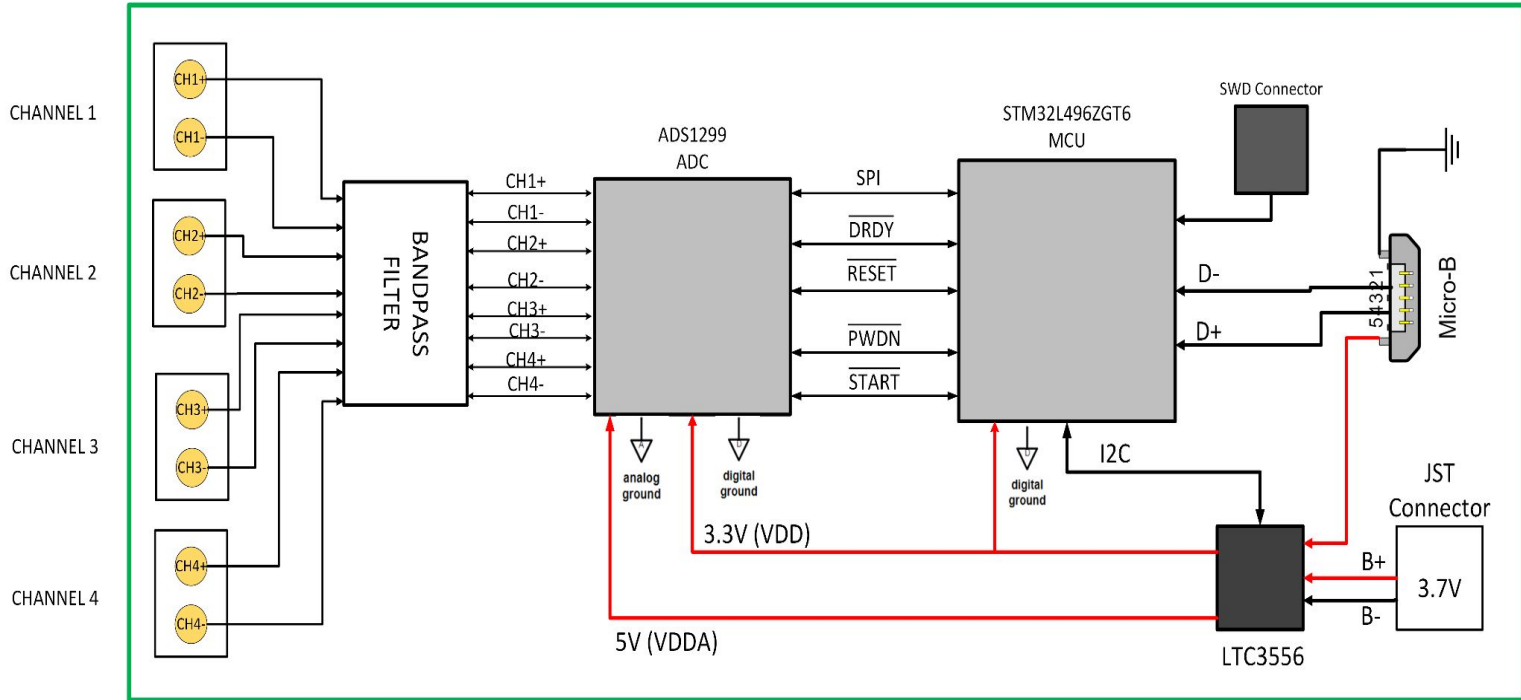 CHANNEL 1
CH1+
CH1-
CHANNEL 2
CH2+
CH2-
CHANNEL 3
CH3+
CH3-
CHANNEL 4
CH4+
CH4-
BANDPASS
FILTER
CH1+
CH1-
CH2+
CH2-
CH3+
CH3-
CH4+
CH4-
ADS1299
ADC
A
analog
ground
D
digital
ground
SPI
DRDY
RESET
PWDN
START
STM32L496ZGT6
MCU
D
digital
ground
SWD Connector
D-
D+
54321
Micro-B
I2C
3.3V (VDD)
5V (VDDA)
LTC3556
B+
B-
JST
Connector
3.7V